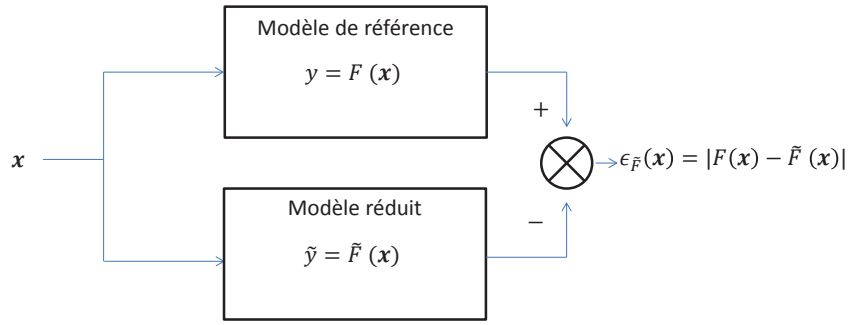 Modèle de référence
y = F (x)
+
x
ϵ_F̃(x) = |F(x) − F̃ (x)|
Modèle réduit
−
ỹ = F̃ (x)